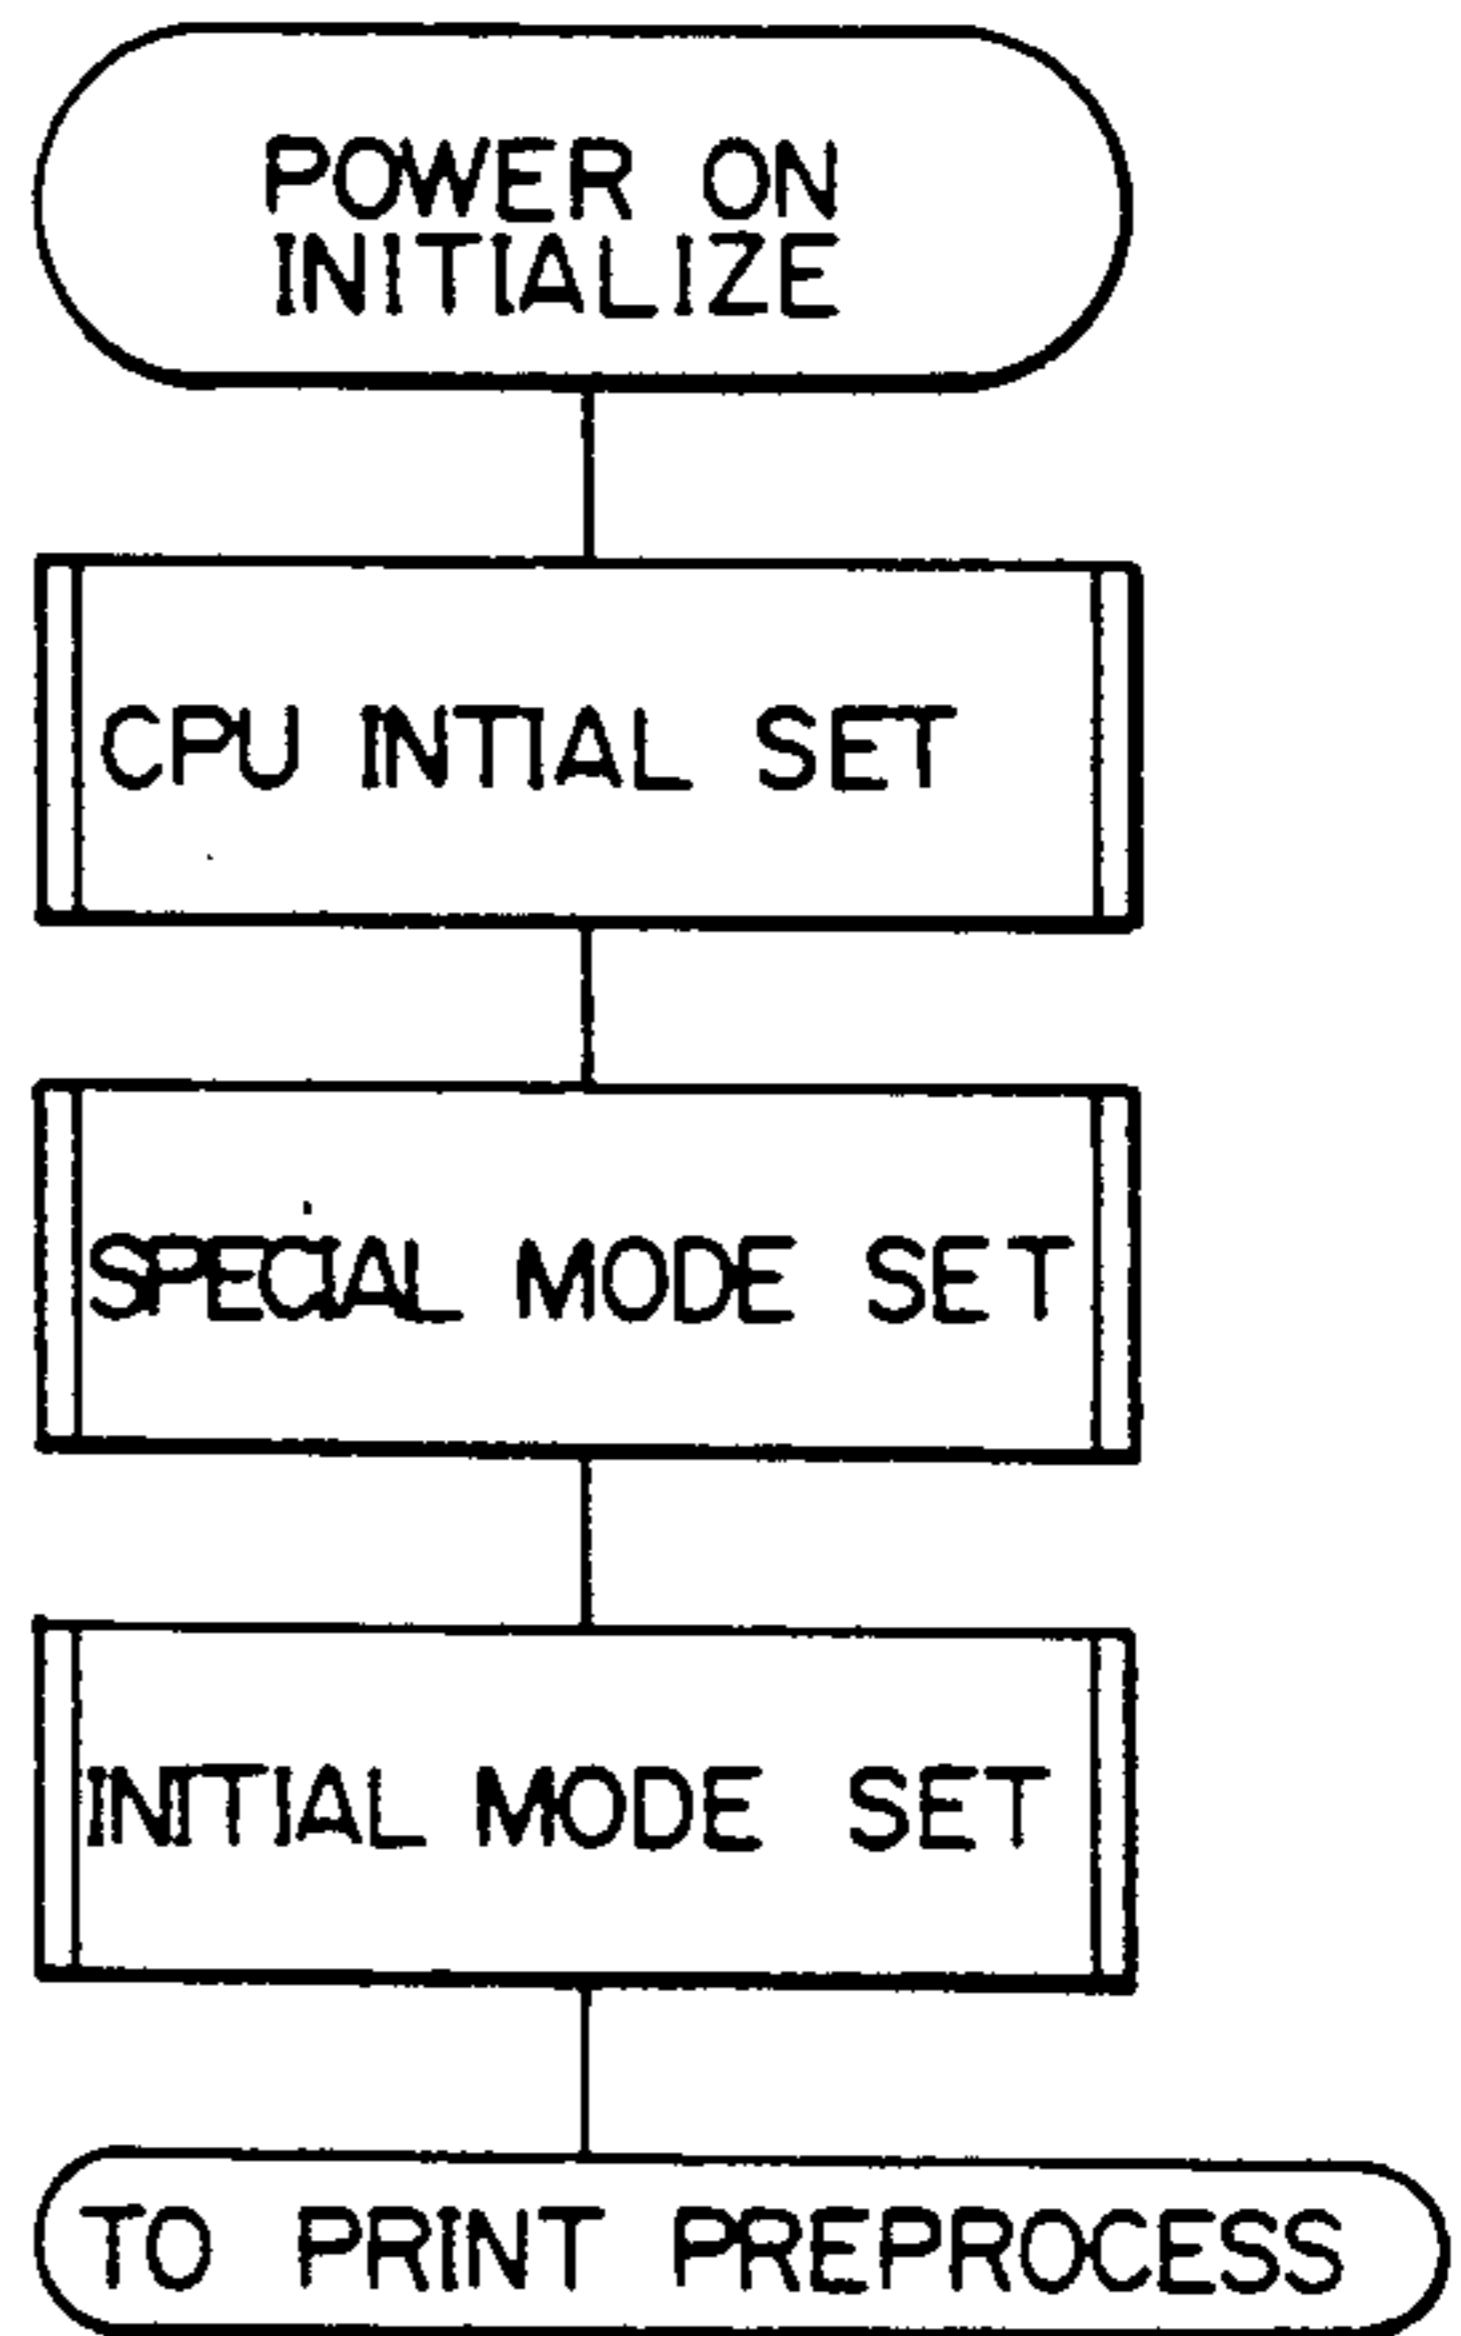 POWER ON
INITIALIZE
CPU INTIAL SET
SPECIAL MODE SET
INITIAL MODE SET
TO PRINT PREPROCESS